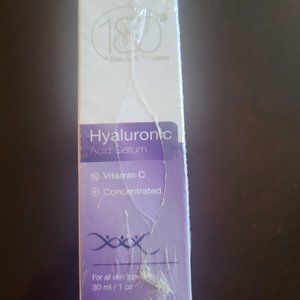 180
Hyaluronic
Acid Serum
Vitamin C
Concentrated
For all skin types
30 ml / 1 oz